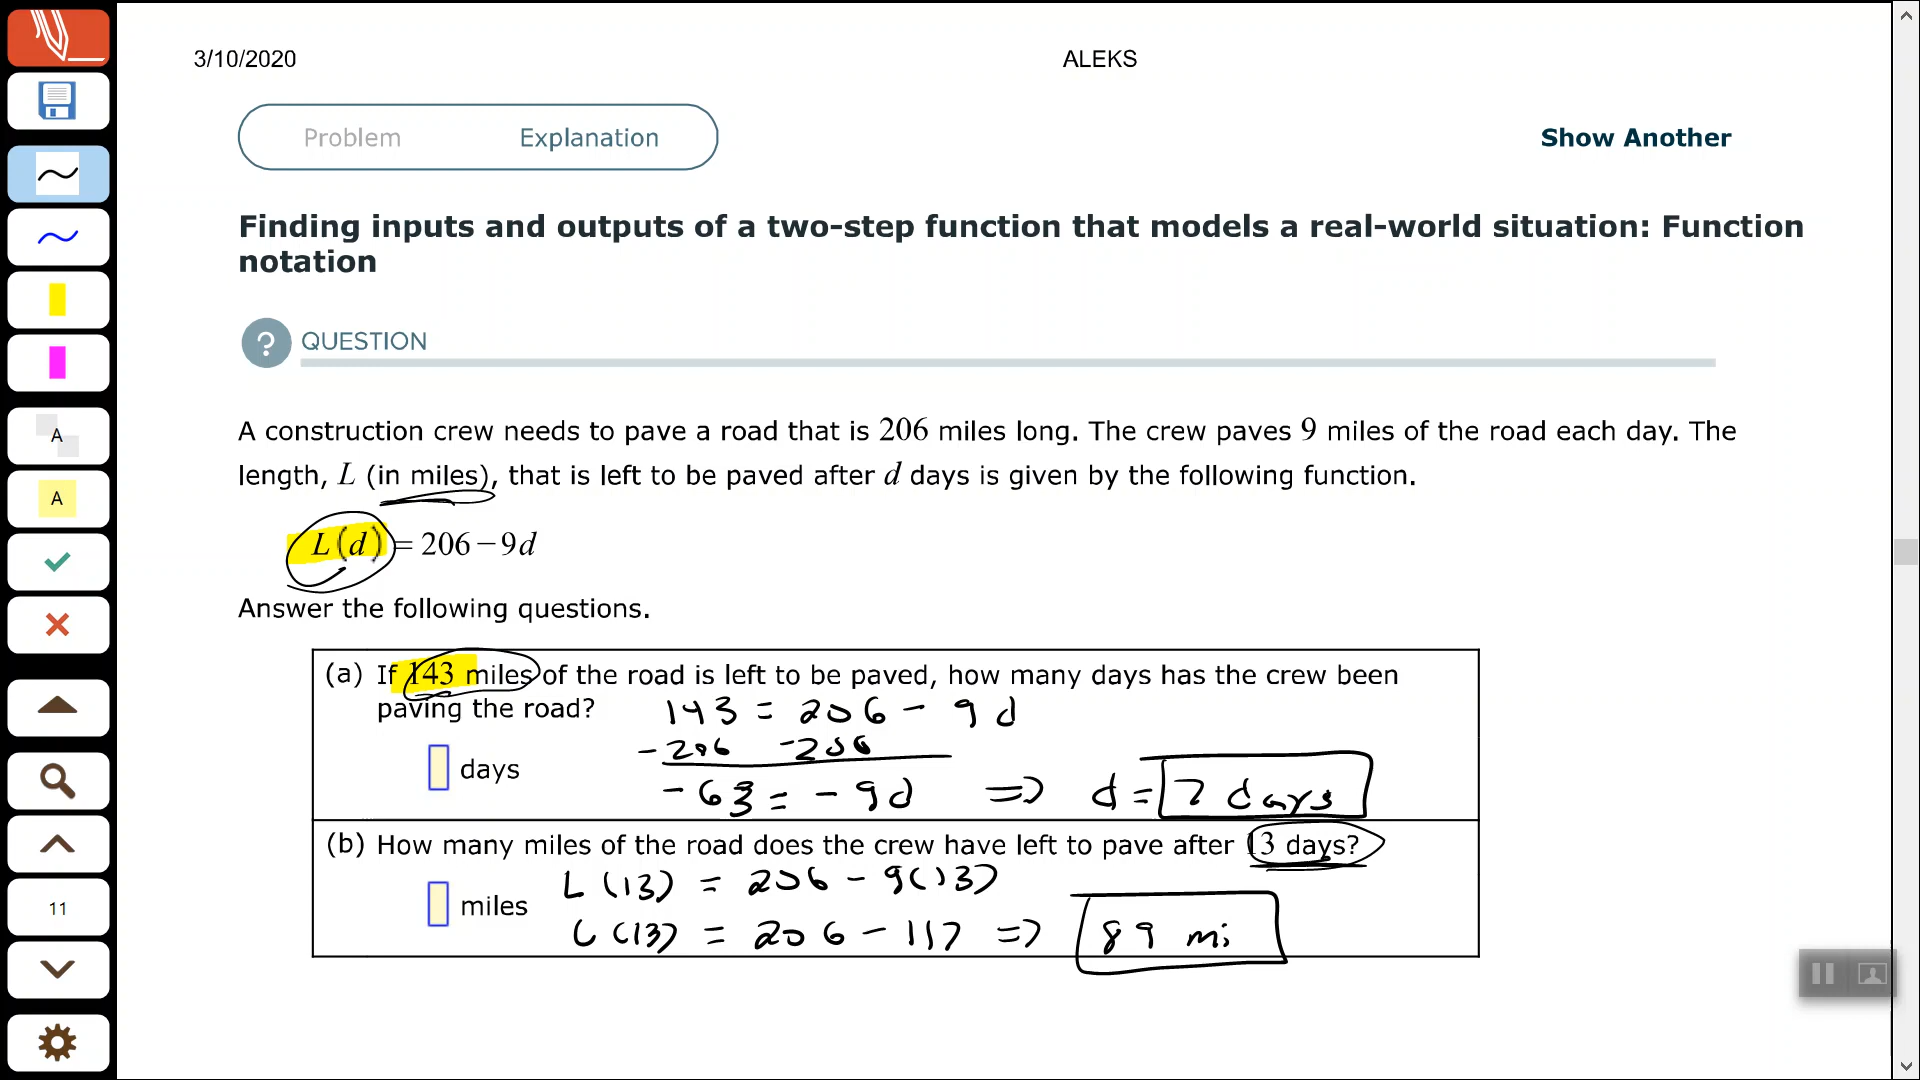 3/10/2020 ALEKS
Problem Explanation Show Another
Finding inputs and outputs of a two-step function that models a real-world situation: Function
notation
? QUESTION
A construction crew needs to pave a road that is 206 miles long. The crew paves 9 miles of the road each day. The
length, L (in miles), that is left to be paved after d days is given by the following function.
L(d) = 206 − 9d
Answer the following questions.
(a) If 143 miles of the road is left to be paved, how many days has the crew been
paving the road?
143 = 206 - 9d
-206 -206
days
-63 = -9d => d = 7 days
(b) How many miles of the road does the crew have left to pave after 13 days?
L(13) = 206 - 9(13)
miles
L(13) = 206 - 117 => 89 mi
A
A
11